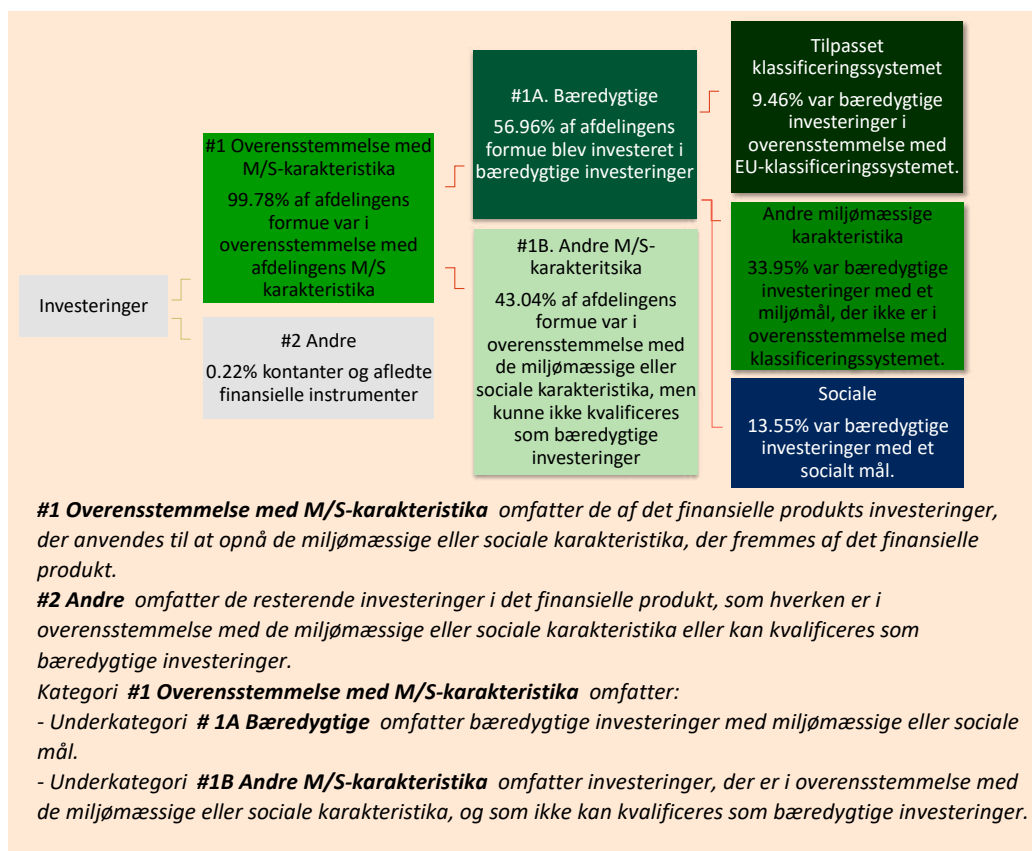 Investeringer
#1 Overensstemmelse med
M/S-karakteristika
99.78% af afdelingens
formue var i
overensstemmelse med
afdelingens M/S
karakteristika
#2 Andre
0.22% kontanter og afledte
finansielle instrumenter
#1A. Bæredygtige
56.96% af afdelingens
formue blev investeret i
bæredygtige investeringer
#1B. Andre M/S-
karakteritsika
43.04% af afdelingens
formue var i
overensstemmelse med
de miljømæssige eller
sociale karakteristika, men
kunne ikke kvalificeres
som bæredygtige
investeringer
Tilpasset
klassificeringssystemet
9.46% var bæredygtige
investeringer i
overensstemmelse med
EU-klassificeringssystemet.
Andre miljømæssige
karakteristika
33.95% var bæredygtige
investeringer med et
miljømål, der ikke er i
overensstemmelse med
klassificeringssystemet.
Sociale
13.55% var bæredygtige
investeringer med et
socialt mål.
#1 Overensstemmelse med M/S-karakteristika omfatter de af det finansielle produkts investeringer,
der anvendes til at opnå de miljømæssige eller sociale karakteristika, der fremmes af det finansielle
produkt.
#2 Andre omfatter de resterende investeringer i det finansielle produkt, som hverken er i
overensstemmelse med de miljømæssige eller sociale karakteristika eller kan kvalificeres som
bæredygtige investeringer.
Kategori #1 Overensstemmelse med M/S-karakteristika omfatter:
- Underkategori # 1A Bæredygtige omfatter bæredygtige investeringer med miljømæssige eller sociale
mål.
- Underkategori #1B Andre M/S-karakteristika omfatter investeringer, der er i overensstemmelse med
de miljømæssige eller sociale karakteristika, og som ikke kan kvalificeres som bæredygtige investeringer.